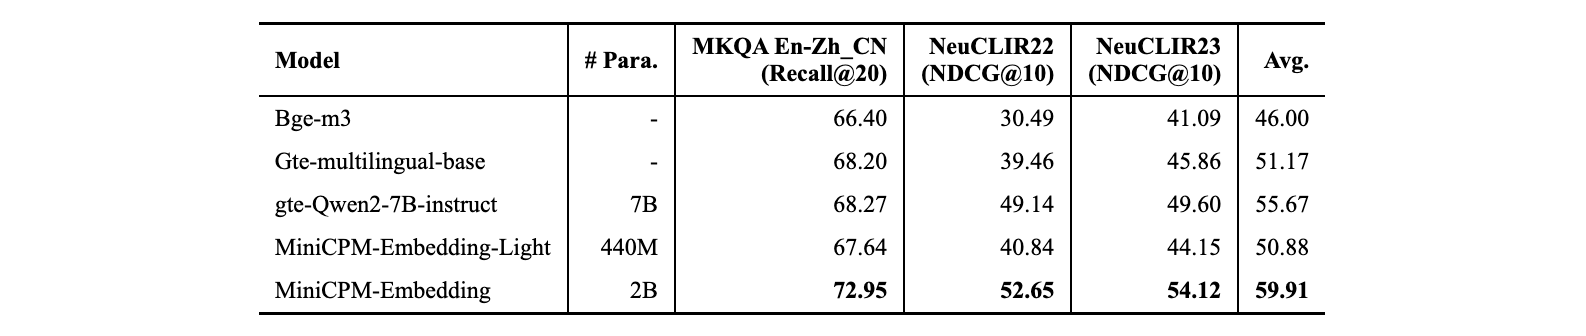 Model # Para. MKQA En-Zh_CN (Recall@20) NeuCLIR22 (NDCG@10) NeuCLIR23 (NDCG@10) Avg.
Bge-m3 - 66.40 30.49 41.09 46.00
Gte-multilingual-base - 68.20 39.46 45.86 51.17
gte-Qwen2-7B-instruct 7B 68.27 49.14 49.60 55.67
MiniCPM-Embedding-Light 440M 67.64 40.84 44.15 50.88
MiniCPM-Embedding 2B 72.95 52.65 54.12 59.91